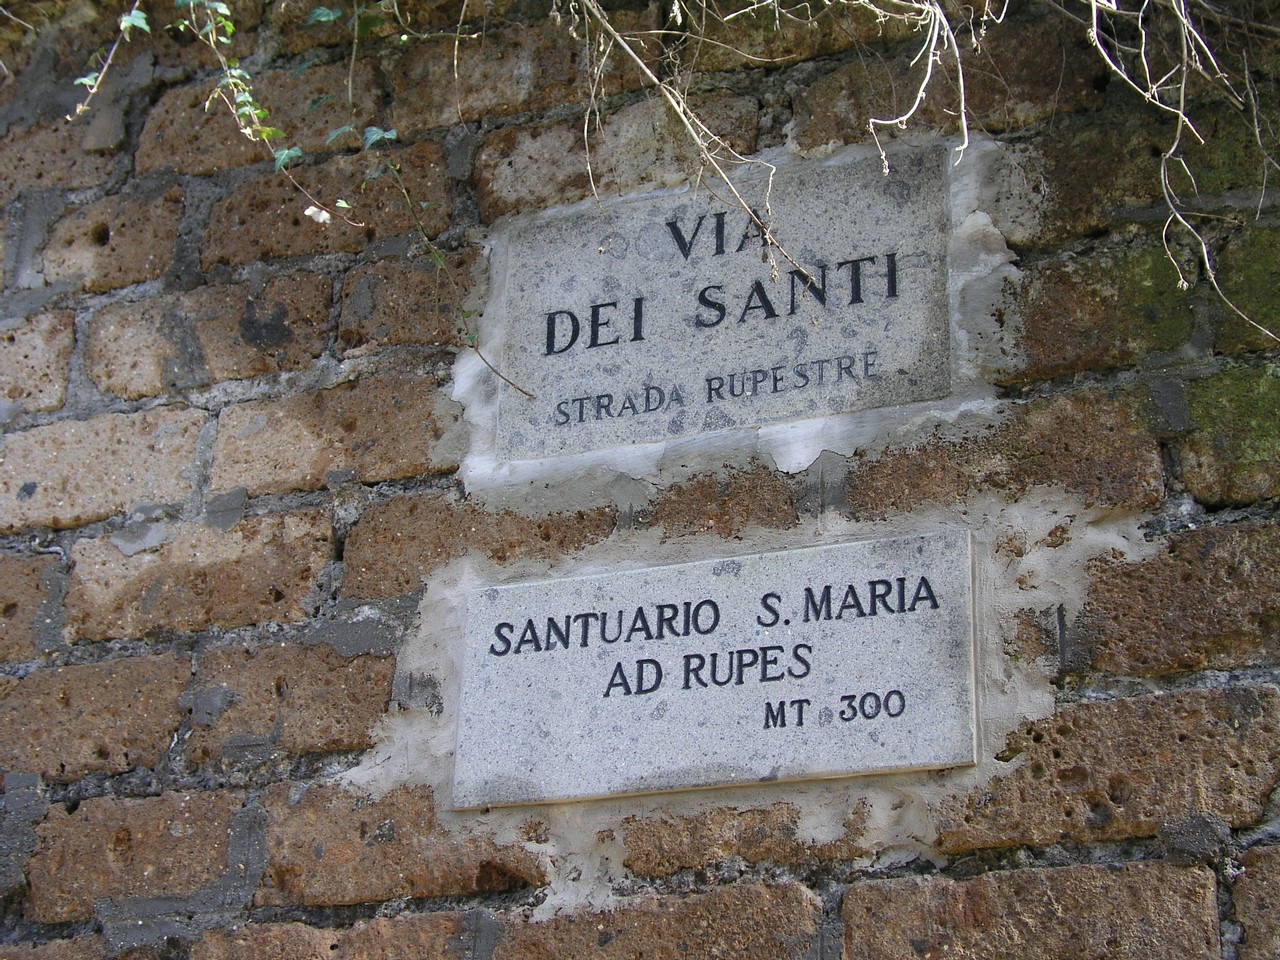 VIA
DEI SANTI
STRADA RUPESTRE
SANTUARIO S. MARIA
AD RUPES
MT 300